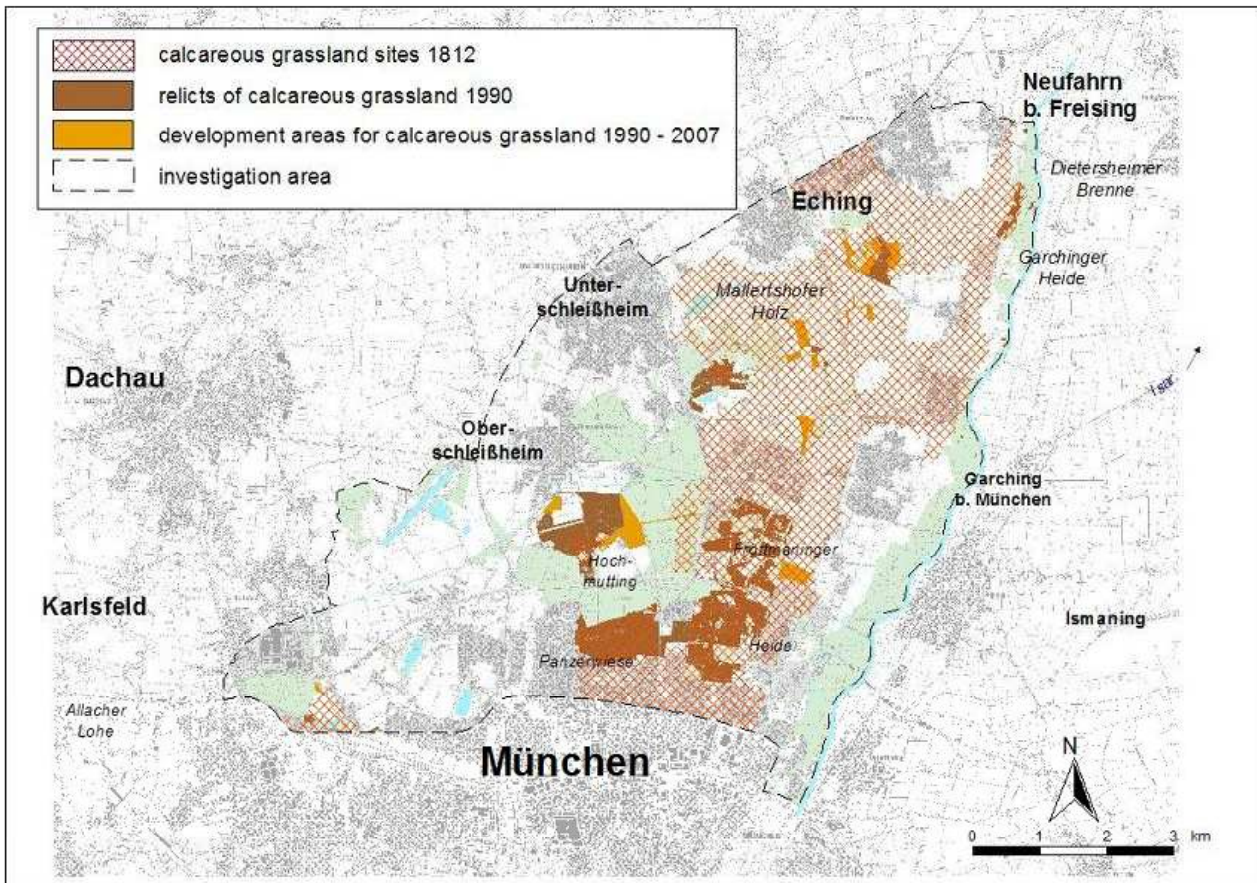 calcareous grassland sites 1812
relicts of calcareous grassland 1990
development areas for calcareous grassland 1990 - 2007
investigation area
Neufahrn
b. Freising
Dietersheimer
Brenne
Eching
Garchinger
Heide
Mallertshofer
Holz
Unter-
schleißheim
Dachau
Isar
Ober-
schleißheim
Garching
b. München
Fröttmaninger
Hoch-
mutting
Karlsfeld
Ismaning
Heide
Panzerwiese
Allacher
Lohe
München
N
0 1 2 3 km